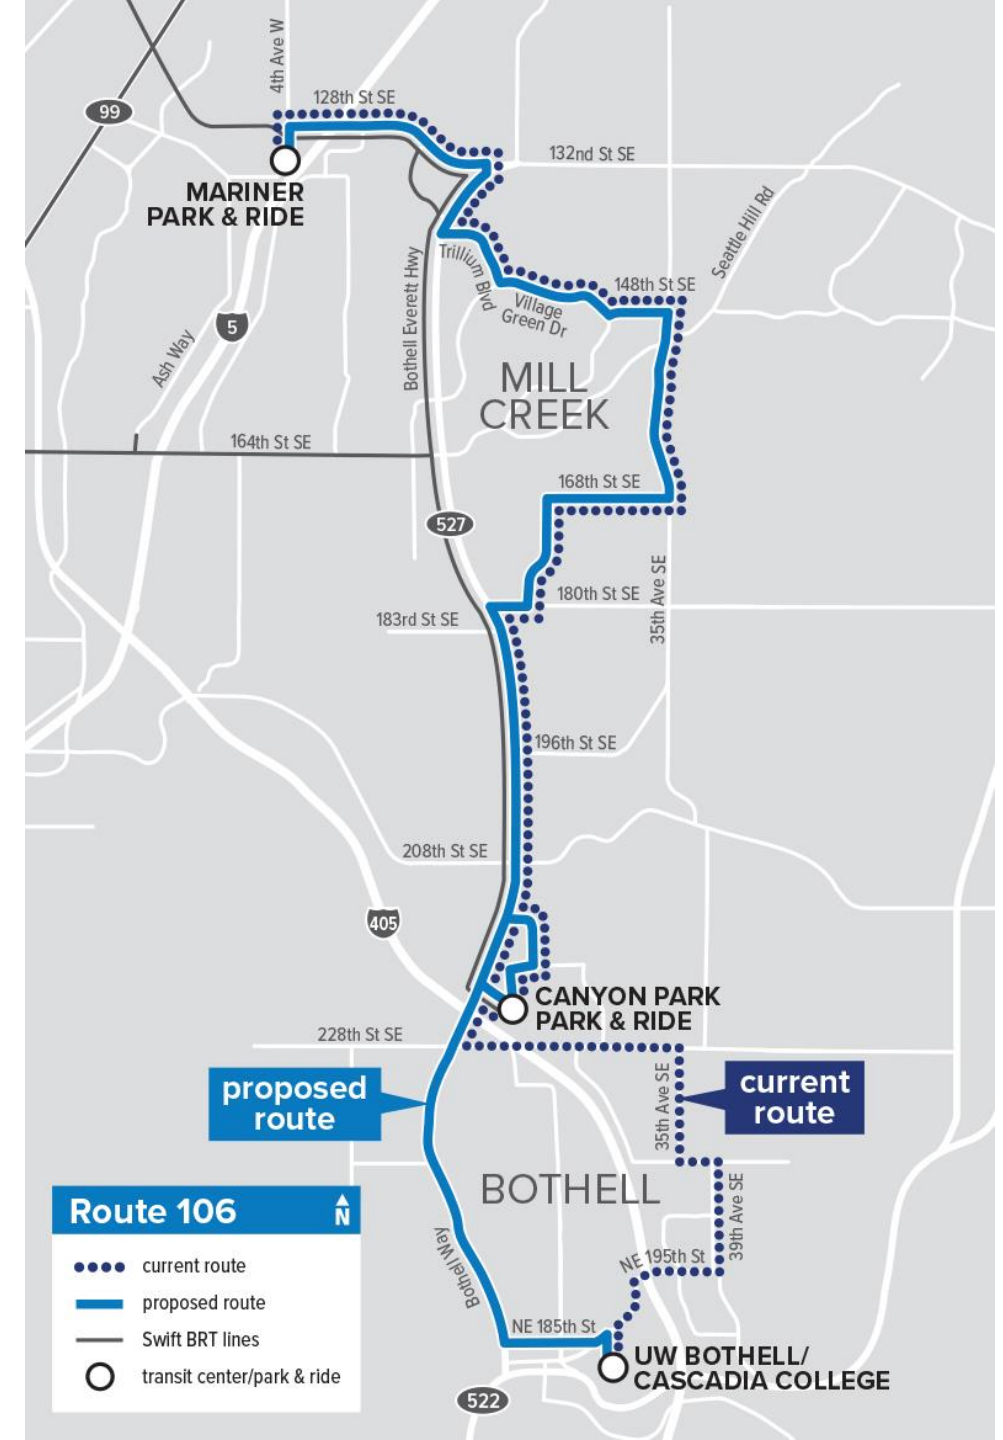 4th Ave W
128th St SE
99
132nd St SE
MARINER
PARK & RIDE
Seattle Hill Rd
Trillium Blvd
Bothell Everett Hwy
148th St SE
Village
Green Dr
5
Ash Way
MILL
CREEK
164th St SE
168th St SE
527
35th Ave SE
180th St SE
183rd St SE
196th St SE
208th St SE
405
CANYON PARK
PARK & RIDE
228th St SE
proposed
route
35th Ave SE
current
route
BOTHELL
39th Ave SE
Route 106
N
current route
proposed route
Swift BRT lines
transit center/park & ride
Bothell Way
NE 195th St
NE 185th St
UW BOTHELL/
CASCADIA COLLEGE
522